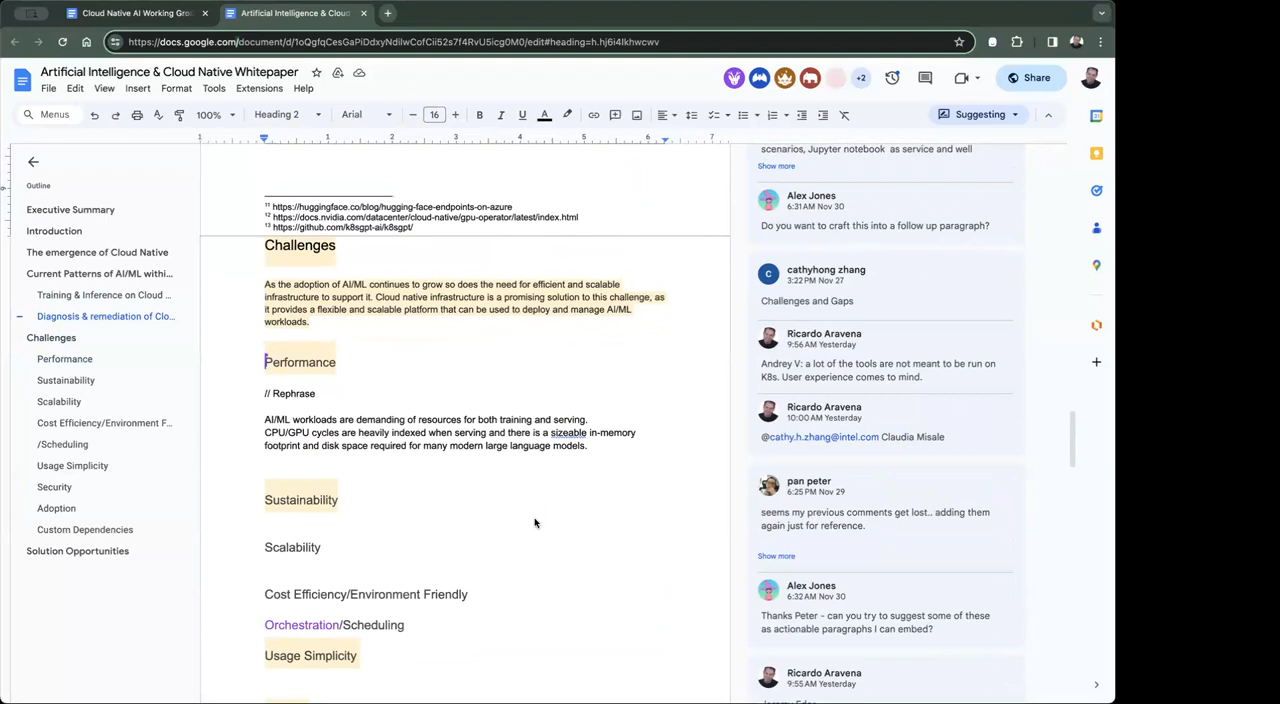 Cloud Native AI Working Grou
Artificial Intelligence & Cloud
https://docs.google.com/document/d/1oQgfqCesGaPiDdxyNdilwCofCii52s7f4RvU5icg0M0/edit#heading=h.hj6i4lkhwcwv
Artificial Intelligence & Cloud Native Whitepaper
File Edit View Insert Format Tools Extensions Help
+2
Share
Menus
100%
Heading 2
Arial
16
B I U A
Suggesting
1 1 2 3 4 5 6 7
Outline
Executive Summary
Introduction
The emergence of Cloud Native
Current Patterns of AI/ML withi...
Training & Inference on Cloud ...
Diagnosis & remediation of Clo...
Challenges
Performance
Sustainability
Scalability
Cost Efficiency/Environment F...
/Scheduling
Usage Simplicity
Security
Adoption
Custom Dependencies
Solution Opportunities
11 https://huggingface.co/blog/hugging-face-endpoints-on-azure
12 https://docs.nvidia.com/datacenter/cloud-native/gpu-operator/latest/index.html
13 https://github.com/k8sgpt-ai/k8sgpt/
Challenges
As the adoption of AI/ML continues to grow so does the need for efficient and scalable
infrastructure to support it. Cloud native infrastructure is a promising solution to this challenge, as
it provides a flexible and scalable platform that can be used to deploy and manage AI/ML
workloads.
Performance
// Rephrase
AI/ML workloads are demanding of resources for both training and serving.
CPU/GPU cycles are heavily indexed when serving and there is a sizeable in-memory
footprint and disk space required for many modern large language models.
Sustainability
Scalability
Cost Efficiency/Environment Friendly
Orchestration/Scheduling
Usage Simplicity
scenarios, Jupyter notebook as service and well
Show more
Alex Jones
6:31 AM Nov 30
Do you want to craft this into a follow up paragraph?
C
cathyhong zhang
3:22 PM Nov 27
Challenges and Gaps
Ricardo Aravena
9:56 AM Yesterday
Andrey V: a lot of the tools are not meant to be run on
K8s. User experience comes to mind.
Ricardo Aravena
10:00 AM Yesterday
@cathy.h.zhang@intel.com Claudia Misale
pan peter
6:25 PM Nov 29
seems my previous comments get lost.. adding them
again just for reference.
Show more
Alex Jones
6:32 AM Nov 30
Thanks Peter - can you try to suggest some of these
as actionable paragraphs I can embed?
Ricardo Aravena
9:55 AM Yesterday